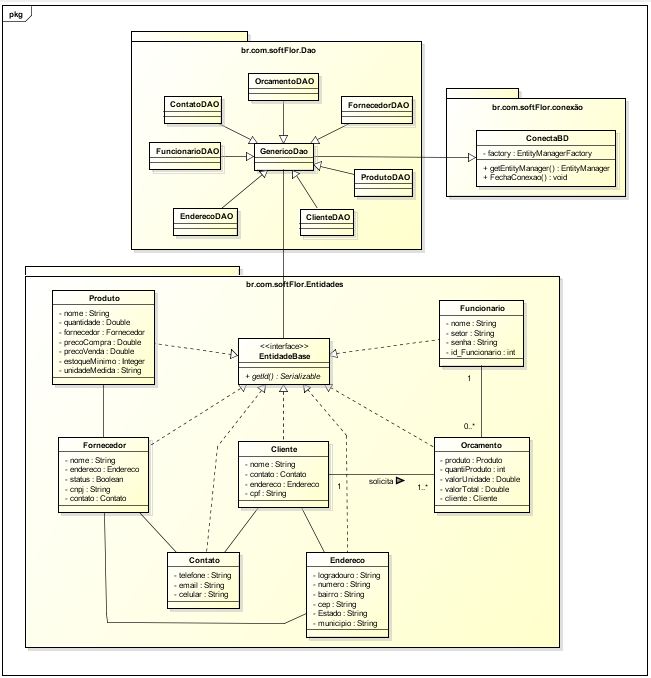 pkg
br.com.softFlor.Dao
OrcamentoDAO
ContatoDAO
FornecedorDAO
FuncionarioDAO
GenericoDao
ProdutoDAO
EnderecoDAO
ClienteDAO
br.com.softFlor.conexão
ConectaBD
- factory : EntityManagerFactory
+ getEntityManager() : EntityManager
+ FechaConexao() : void
br.com.softFlor.Entidades
Produto
- nome : String
- quantidade : Double
- fornecedor : Fornecedor
- precoCompra : Double
- precoVenda : Double
- estoqueMinimo : Integer
- unidadeMedida : String
<<interface>>
EntidadeBase
+ getId() : Serializable
Funcionario
- nome : String
- setor : String
- senha : String
- id_Funcionario : int
1
0..*
Fornecedor
- nome : String
- endereco : Endereco
- status : Boolean
- cnpj : String
- contato : Contato
Cliente
- nome : String
- contato : Contato
- endereco : Endereco
- cpf : String
1
solicita
1..*
Orcamento
- produto : Produto
- quantiProduto : int
- valorUnidade : Double
- valorTotal : Double
- cliente : Cliente
Contato
- telefone : String
- email : String
- celular : String
Endereco
- logradouro : String
- numero : String
- bairro : String
- cep : String
- Estado : String
- municipio : String